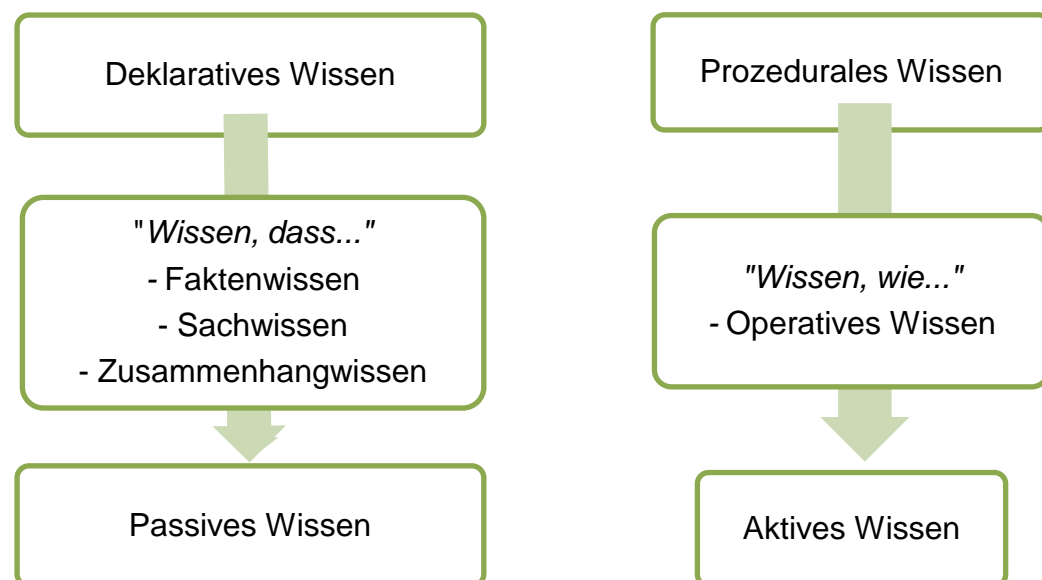 Deklaratives Wissen
"Wissen, dass..."
- Faktenwissen
- Sachwissen
- Zusammenhangwissen
Passives Wissen
Prozedurales Wissen
"Wissen, wie..."
- Operatives Wissen
Aktives Wissen